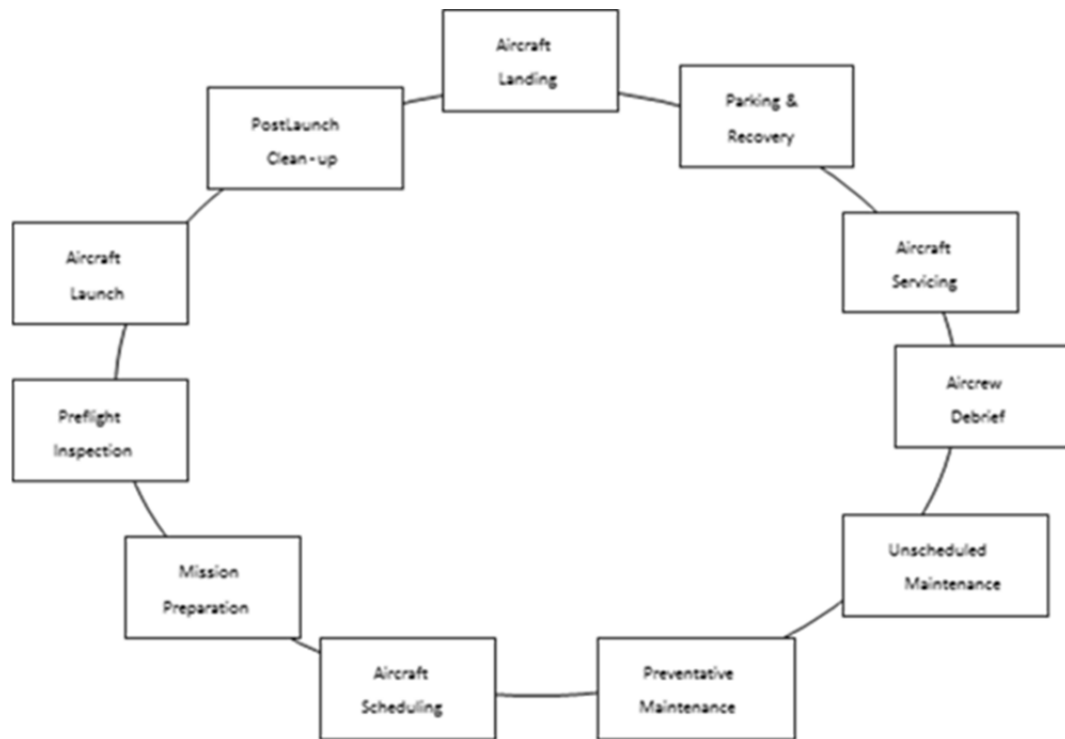 Aircraft
Landing
Parking &
Recovery
Aircraft
Servicing
Aircrew
Debrief
Unscheduled
Maintenance
Preventative
Maintenance
Aircraft
Scheduling
Mission
Preparation
Preflight
Inspection
Aircraft
Launch
PostLaunch
Clean-up